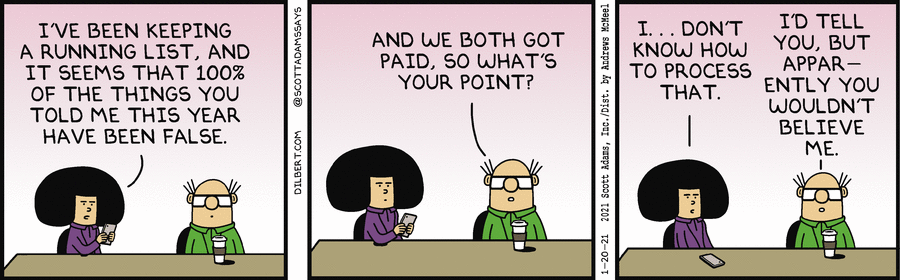 I'VE BEEN KEEPING
A RUNNING LIST, AND
IT SEEMS THAT 100%
OF THE THINGS YOU
TOLD ME THIS YEAR
HAVE BEEN FALSE.
DILBERT.COM @SCOTTADAMSSAYS
AND WE BOTH GOT
PAID, SO WHAT'S
YOUR POINT?
1-20-21 2021 Scott Adams, Inc./Dist. by Andrews McMeel
I... DON'T
KNOW HOW
TO PROCESS
THAT.
I'D TELL
YOU, BUT
APPAR–
ENTLY YOU
WOULDN'T
BELIEVE
ME.